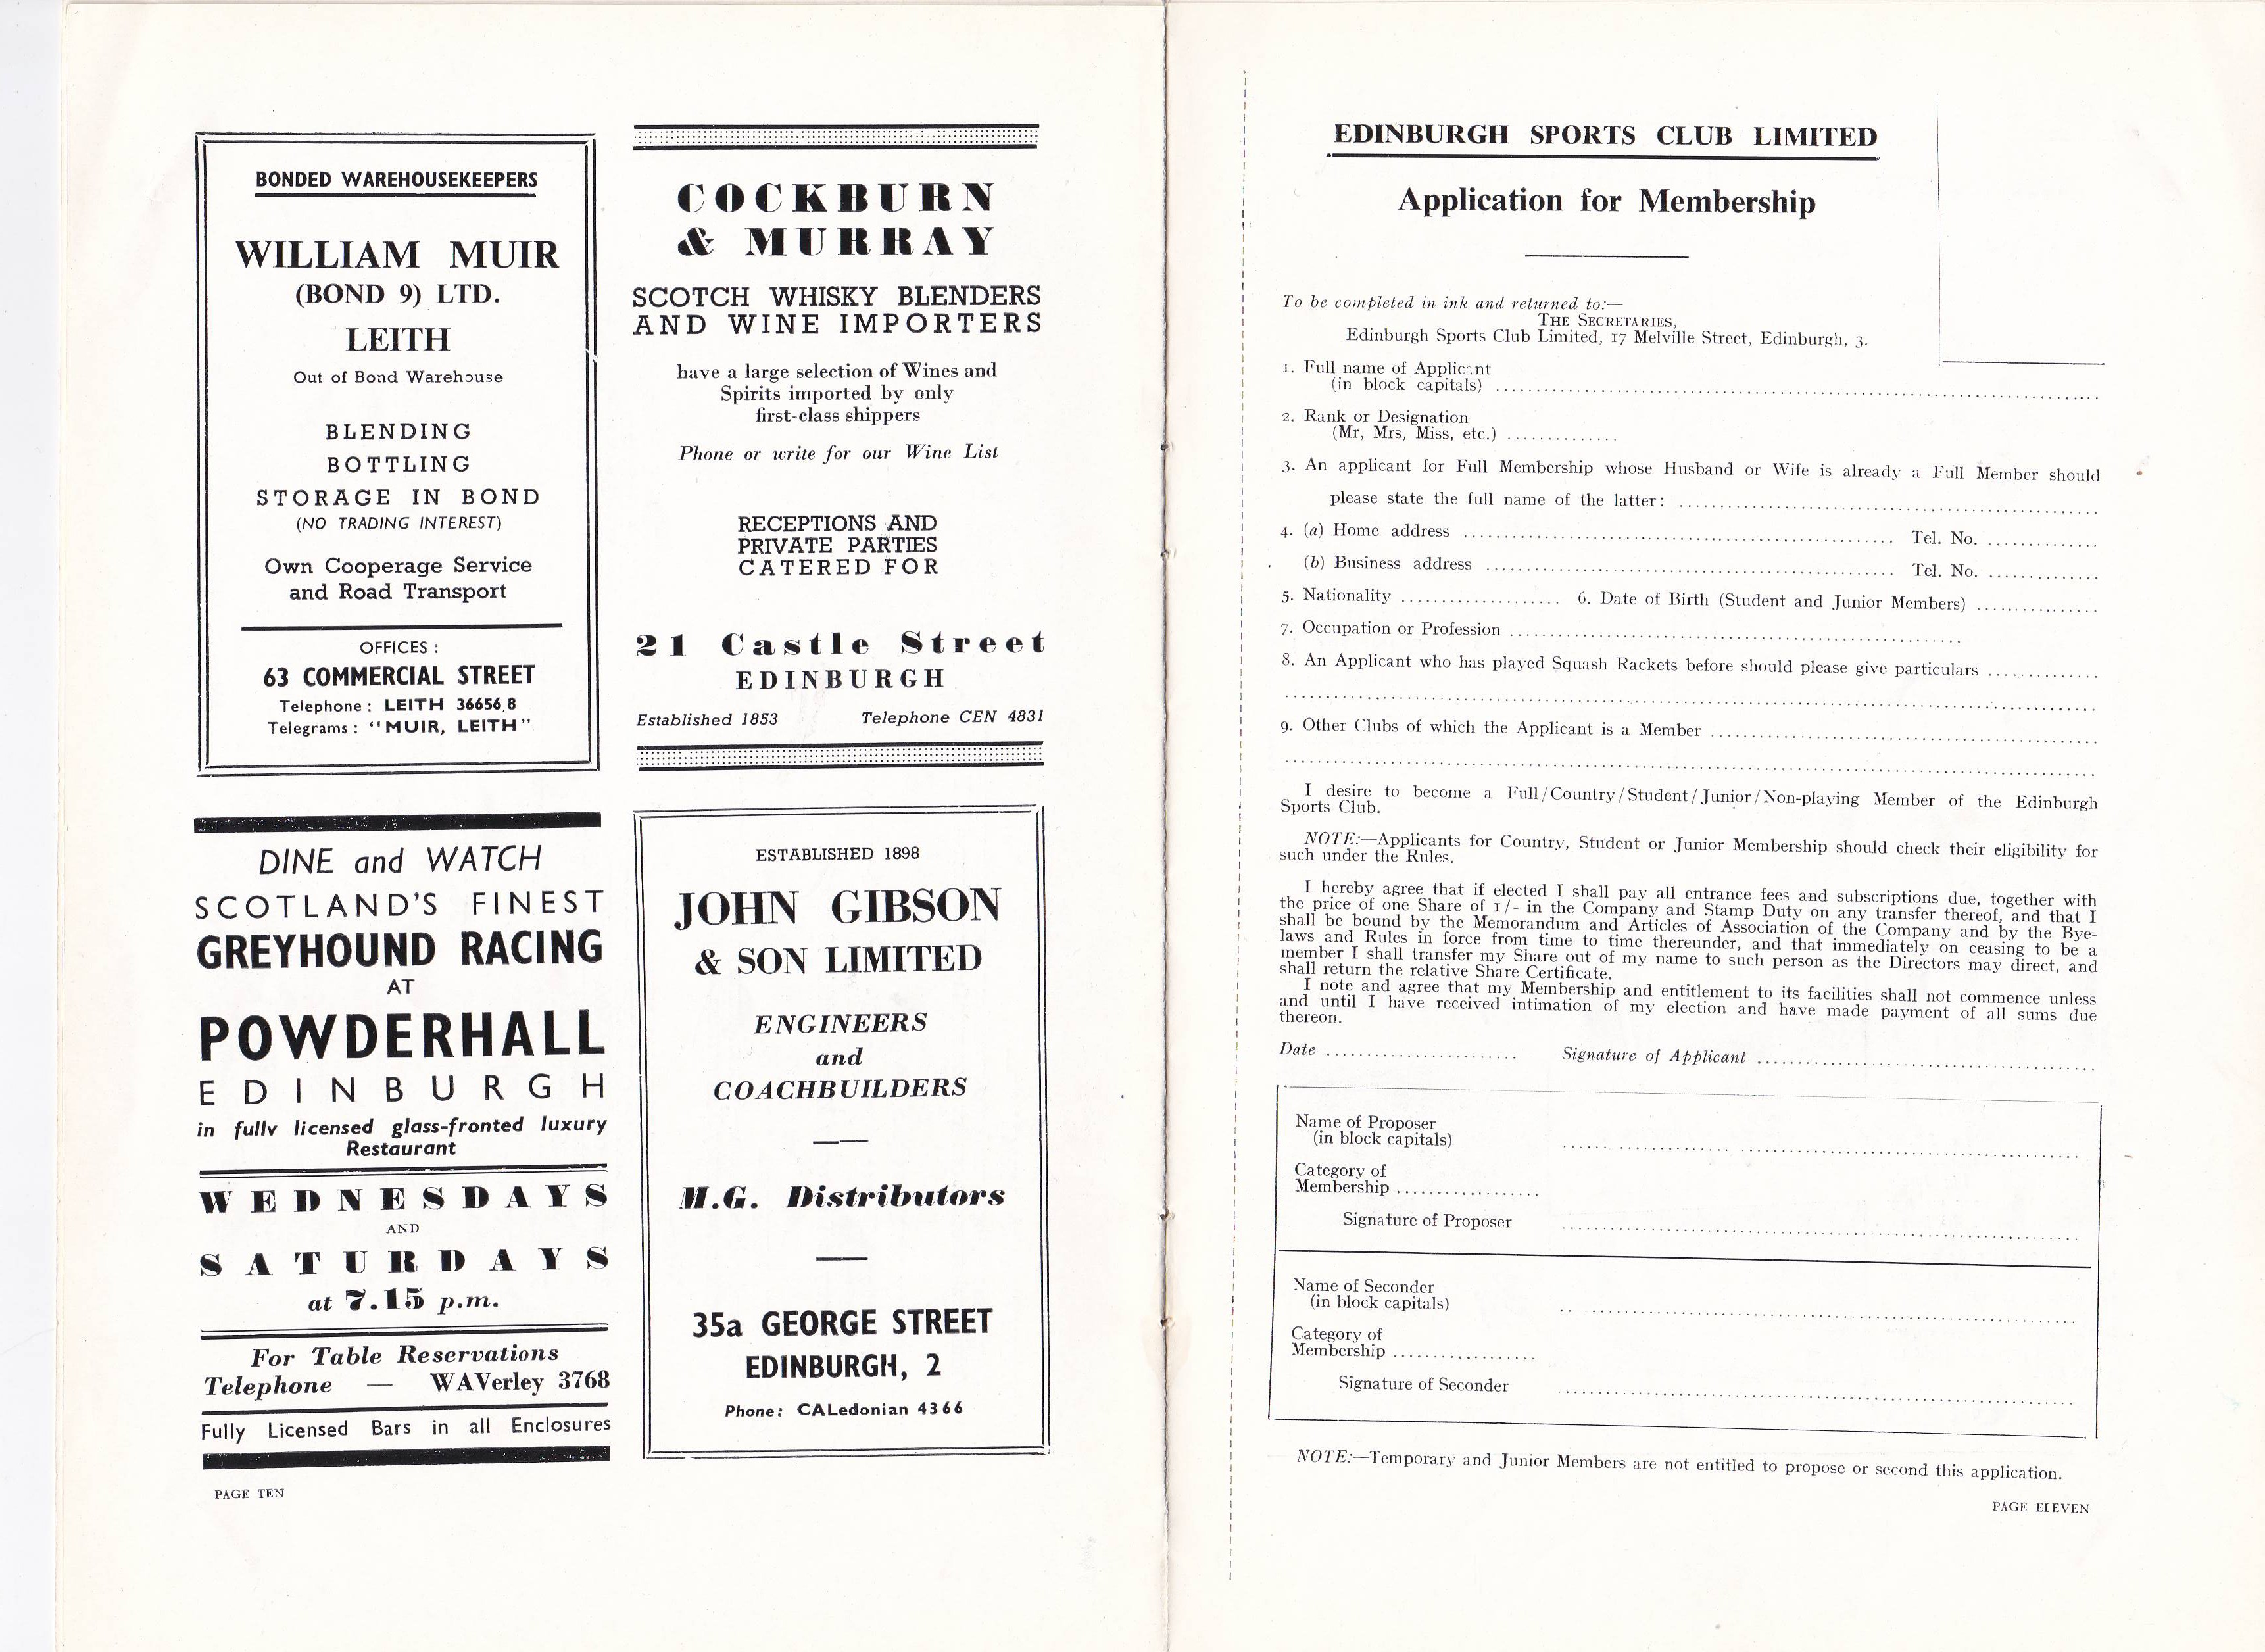 BONDED WAREHOUSEKEEPERS
WILLIAM MUIR
(BOND 9) LTD.
LEITH
Out of Bond Warehouse
BLENDING
BOTTLING
STORAGE IN BOND
(NO TRADING INTEREST)
Own Cooperage Service
and Road Transport
OFFICES :
63 COMMERCIAL STREET
Telephone : LEITH 36656 8
Telegrams : "MUIR, LEITH"
COCKBURN
& MURRAY
SCOTCH WHISKY BLENDERS
AND WINE IMPORTERS
have a large selection of Wines and
Spirits imported by only
first-class shippers
Phone or write for our Wine List
RECEPTIONS AND
PRIVATE PARTIES
CATERED FOR
21 Castle Street
EDINBURGH
Established 1853 Telephone CEN 4831
DINE and WATCH
SCOTLAND'S FINEST
GREYHOUND RACING
AT
POWDERHALL
EDINBURGH
in fully licensed glass-fronted luxury
Restaurant
WEDNESDAYS
AND
SATURDAYS
at 7.15 p.m.
For Table Reservations
Telephone — WAVerley 3768
Fully Licensed Bars in all Enclosures
ESTABLISHED 1898
JOHN GIBSON
& SON LIMITED
ENGINEERS
and
COACHBUILDERS
M.G. Distributors
35a GEORGE STREET
EDINBURGH, 2
Phone: CALedonian 4366
PAGE TEN
EDINBURGH SPORTS CLUB LIMITED
Application for Membership
To be completed in ink and returned to:—
THE SECRETARIES,
Edinburgh Sports Club Limited, 17 Melville Street, Edinburgh, 3.
1. Full name of Applicant
(in block capitals) ........................
2. Rank or Designation
(Mr, Mrs, Miss, etc.) ..............
3. An applicant for Full Membership whose Husband or Wife is already a Full Member should
please state the full name of the latter: ........................
4. (a) Home address ........................ Tel. No. ..............
(b) Business address ........................ Tel. No. ..............
5. Nationality .................... 6. Date of Birth (Student and Junior Members) ................
7. Occupation or Profession ........................
8. An Applicant who has played Squash Rackets before should please give particulars ..............
........................
9. Other Clubs of which the Applicant is a Member ........................
........................
I desire to become a Full/Country/Student/Junior/Non-playing Member of the Edinburgh
Sports Club.
NOTE:—Applicants for Country, Student or Junior Membership should check their eligibility for
such under the Rules.
I hereby agree that if elected I shall pay all entrance fees and subscriptions due, together with
the price of one Share of 1/- in the Company and Stamp Duty on any transfer thereof, and that I
shall be bound by the Memorandum and Articles of Association of the Company and by the Bye-
laws and Rules in force from time to time thereunder, and that immediately on ceasing to be a
member I shall transfer my Share out of my name to such person as the Directors may direct, and
shall return the relative Share Certificate.
I note and agree that my Membership and entitlement to its facilities shall not commence unless
and until I have received intimation of my election and have made payment of all sums due
thereon.
Date ........................ Signature of Applicant ........................
Name of Proposer
(in block capitals) ........................
Category of
Membership ..................
Signature of Proposer ........................
Name of Seconder
(in block capitals) ........................
Category of
Membership ..................
Signature of Seconder ........................
NOTE:—Temporary and Junior Members are not entitled to propose or second this application.
PAGE ELEVEN